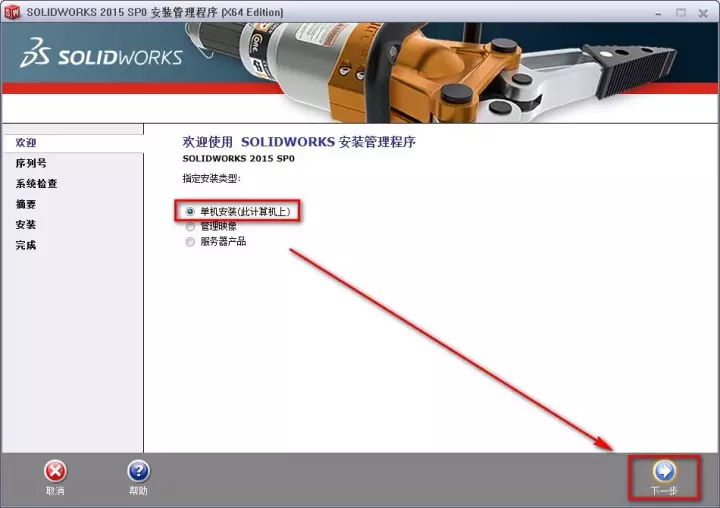 SOLIDWORKS 2015 SP0 安装管理程序 (X64 Edition)
SOLIDWORKS
欢迎
序列号
系统检查
摘要
安装
完成
欢迎使用 SOLIDWORKS 安装管理程序
SOLIDWORKS 2015 SP0
指定安装类型:
单机安装(此计算机上)
管理映像
服务器产品
取消
帮助
下一步